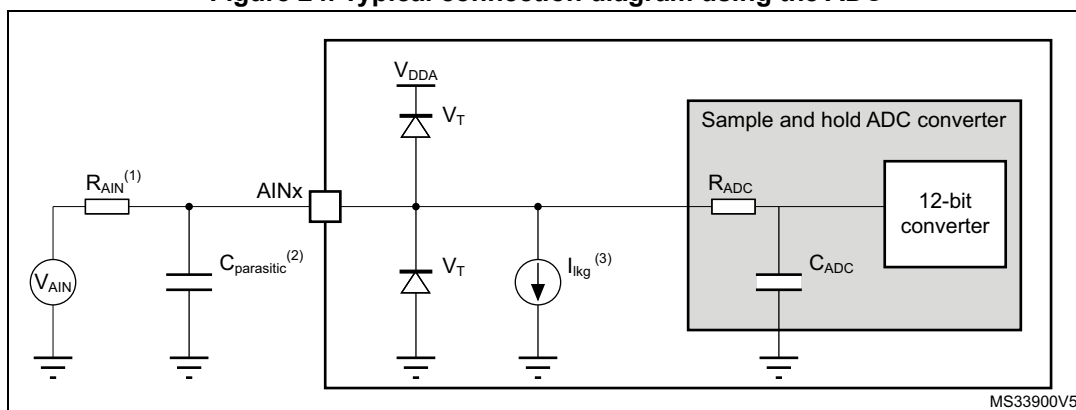 Figure Typical connection diagram using the ADC
V_DDA
V_T
Sample and hold ADC converter
R_AIN^(1)
AINx
R_ADC
12-bit
converter
C_parasitic^(2)
V_T
I_lkg^(3)
C_ADC
V_AIN
MS33900V5